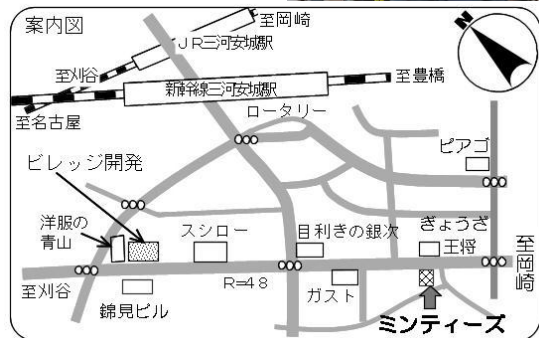 案内図
至岡崎
N
JR三河安城駅
至刈谷
新幹線三河安城駅
至豊橋
至名古屋
ロータリー
ピアゴ
ビレッジ開発
洋服の
青山
スシロー
目利きの銀次
ぎょうざ
王将
至岡崎
至刈谷
R=48
ガスト
錦見ビル
ミンティーズ